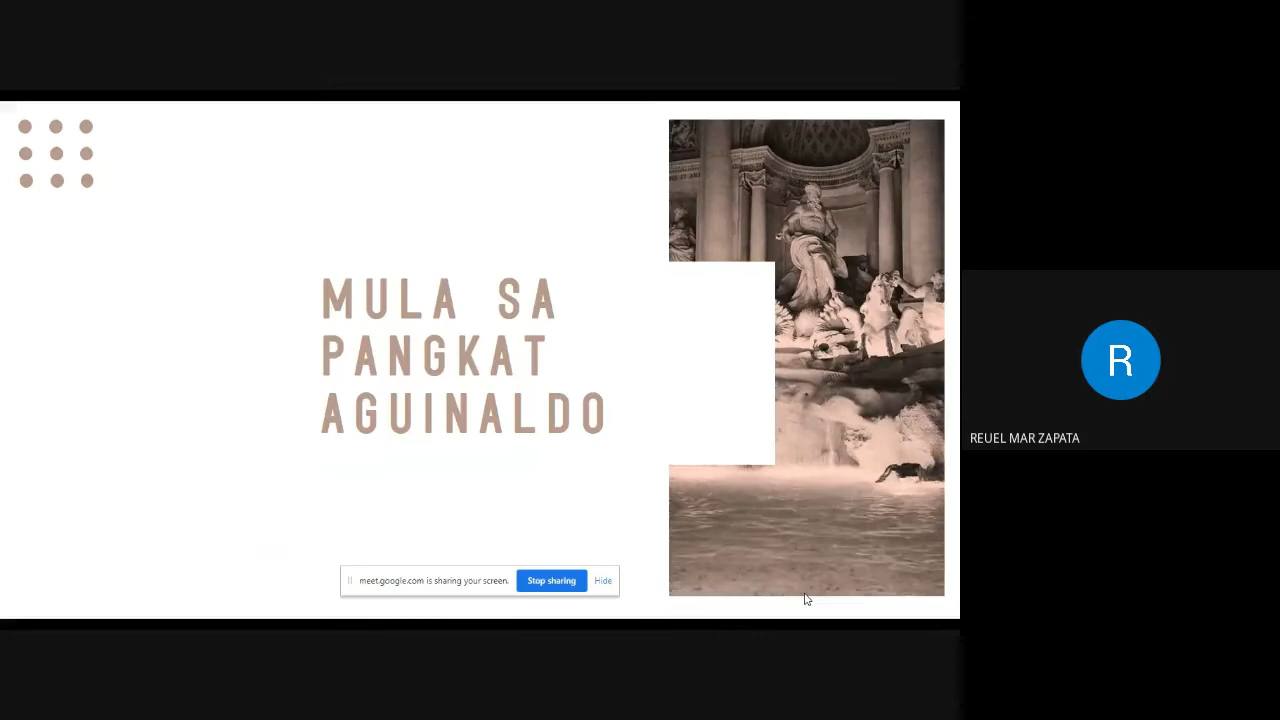 MULA SA
PANGKAT
AGUINALDO
meet.google.com is sharing your screen.
Stop sharing
Hide
R
REUEL MAR ZAPATA